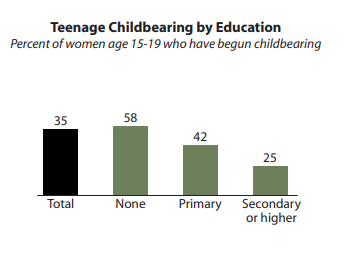 Teenage Childbearing by Education
Percent of women age 15-19 who have begun childbearing
35
58
42
25
Total
None
Primary
Secondary
or higher